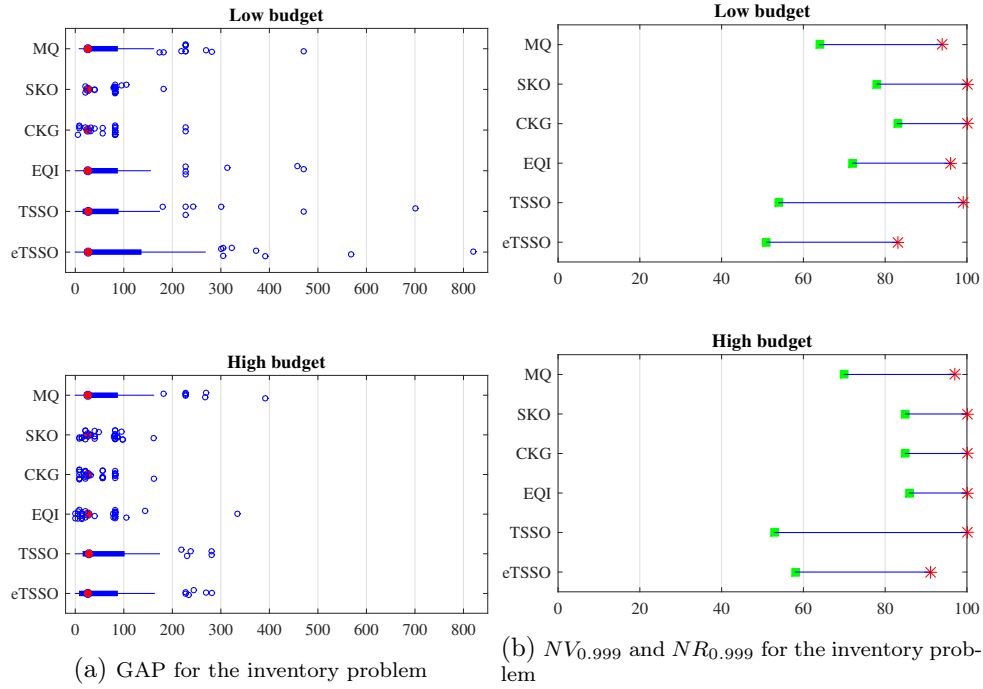 Low budget
MQ
SKO
CKG
EQI
TSSO
eTSSO
0 100 200 300 400 500 600 700 800
High budget
MQ
SKO
CKG
EQI
TSSO
eTSSO
0 100 200 300 400 500 600 700 800
(a) GAP for the inventory problem
Low budget
MQ
SKO
CKG
EQI
TSSO
eTSSO
0 20 40 60 80 100
High budget
MQ
SKO
CKG
EQI
TSSO
eTSSO
0 20 40 60 80 100
(b) NV0.999 and NR0.999 for the inventory prob-
lem